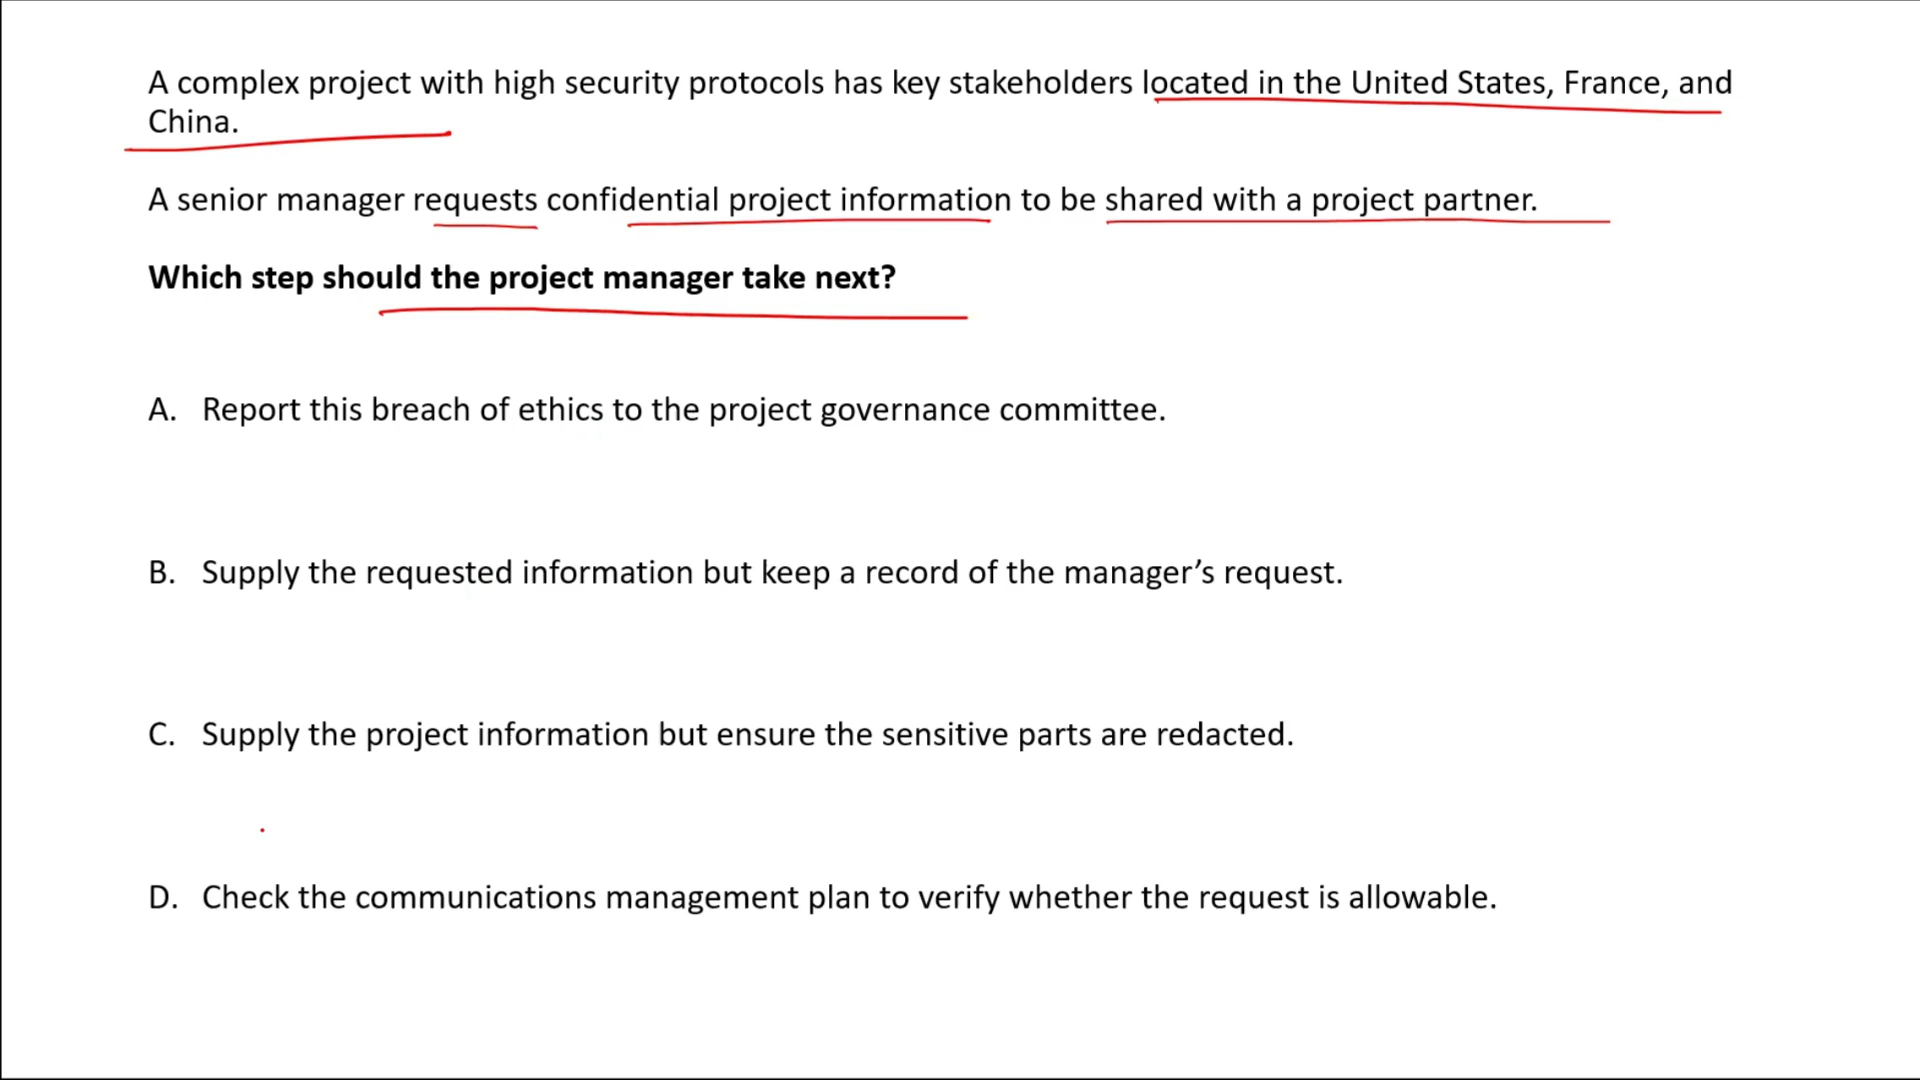 A complex project with high security protocols has key stakeholders located in the United States, France, and
China.
A senior manager requests confidential project information to be shared with a project partner.
Which step should the project manager take next?
A. Report this breach of ethics to the project governance committee.
B. Supply the requested information but keep a record of the manager’s request.
C. Supply the project information but ensure the sensitive parts are redacted.
D. Check the communications management plan to verify whether the request is allowable.